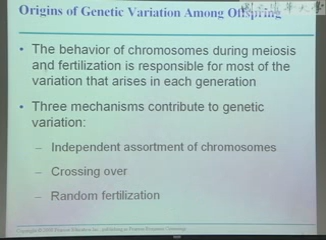 Origins of Genetic Variation Among Offspring
• The behavior of chromosomes during meiosis
and fertilization is responsible for most of the
variation that arises in each generation
• Three mechanisms contribute to genetic
variation:
– Independent assortment of chromosomes
– Crossing over
– Random fertilization